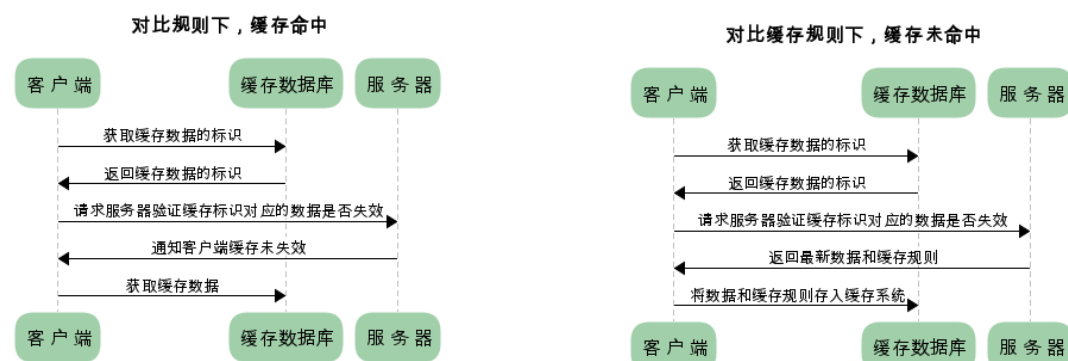 对比规则下，缓存命中
客户端 缓存数据库 服务器
获取缓存数据的标识
返回缓存数据的标识
请求服务器验证缓存标识对应的数据是否失效
通知客户端缓存未失效
获取缓存数据
客户端 缓存数据库 服务器
对比缓存规则下，缓存未命中
客户端 缓存数据库 服务器
获取缓存数据的标识
返回缓存数据的标识
请求服务器验证缓存标识对应的数据是否失效
返回最新数据和缓存规则
将数据和缓存规则存入缓存系统
客户端 缓存数据库 服务器